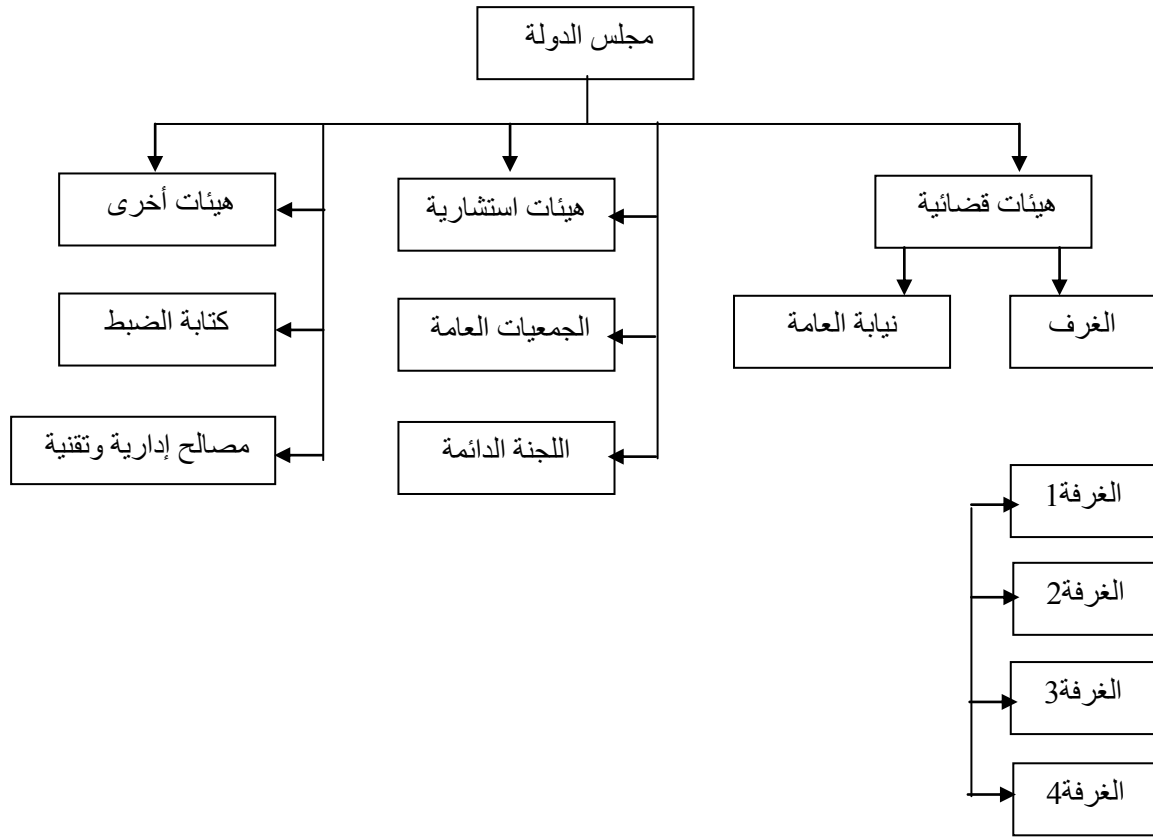 مجلس الدولة
هيئات قضائية
هيئات استشارية
هيئات أخرى
الغرف
نيابة العامة
الجمعيات العامة
كتابة الضبط
اللجنة الدائمة
مصالح إدارية وتقنية
الغرفة1
الغرفة2
الغرفة3
الغرفة4